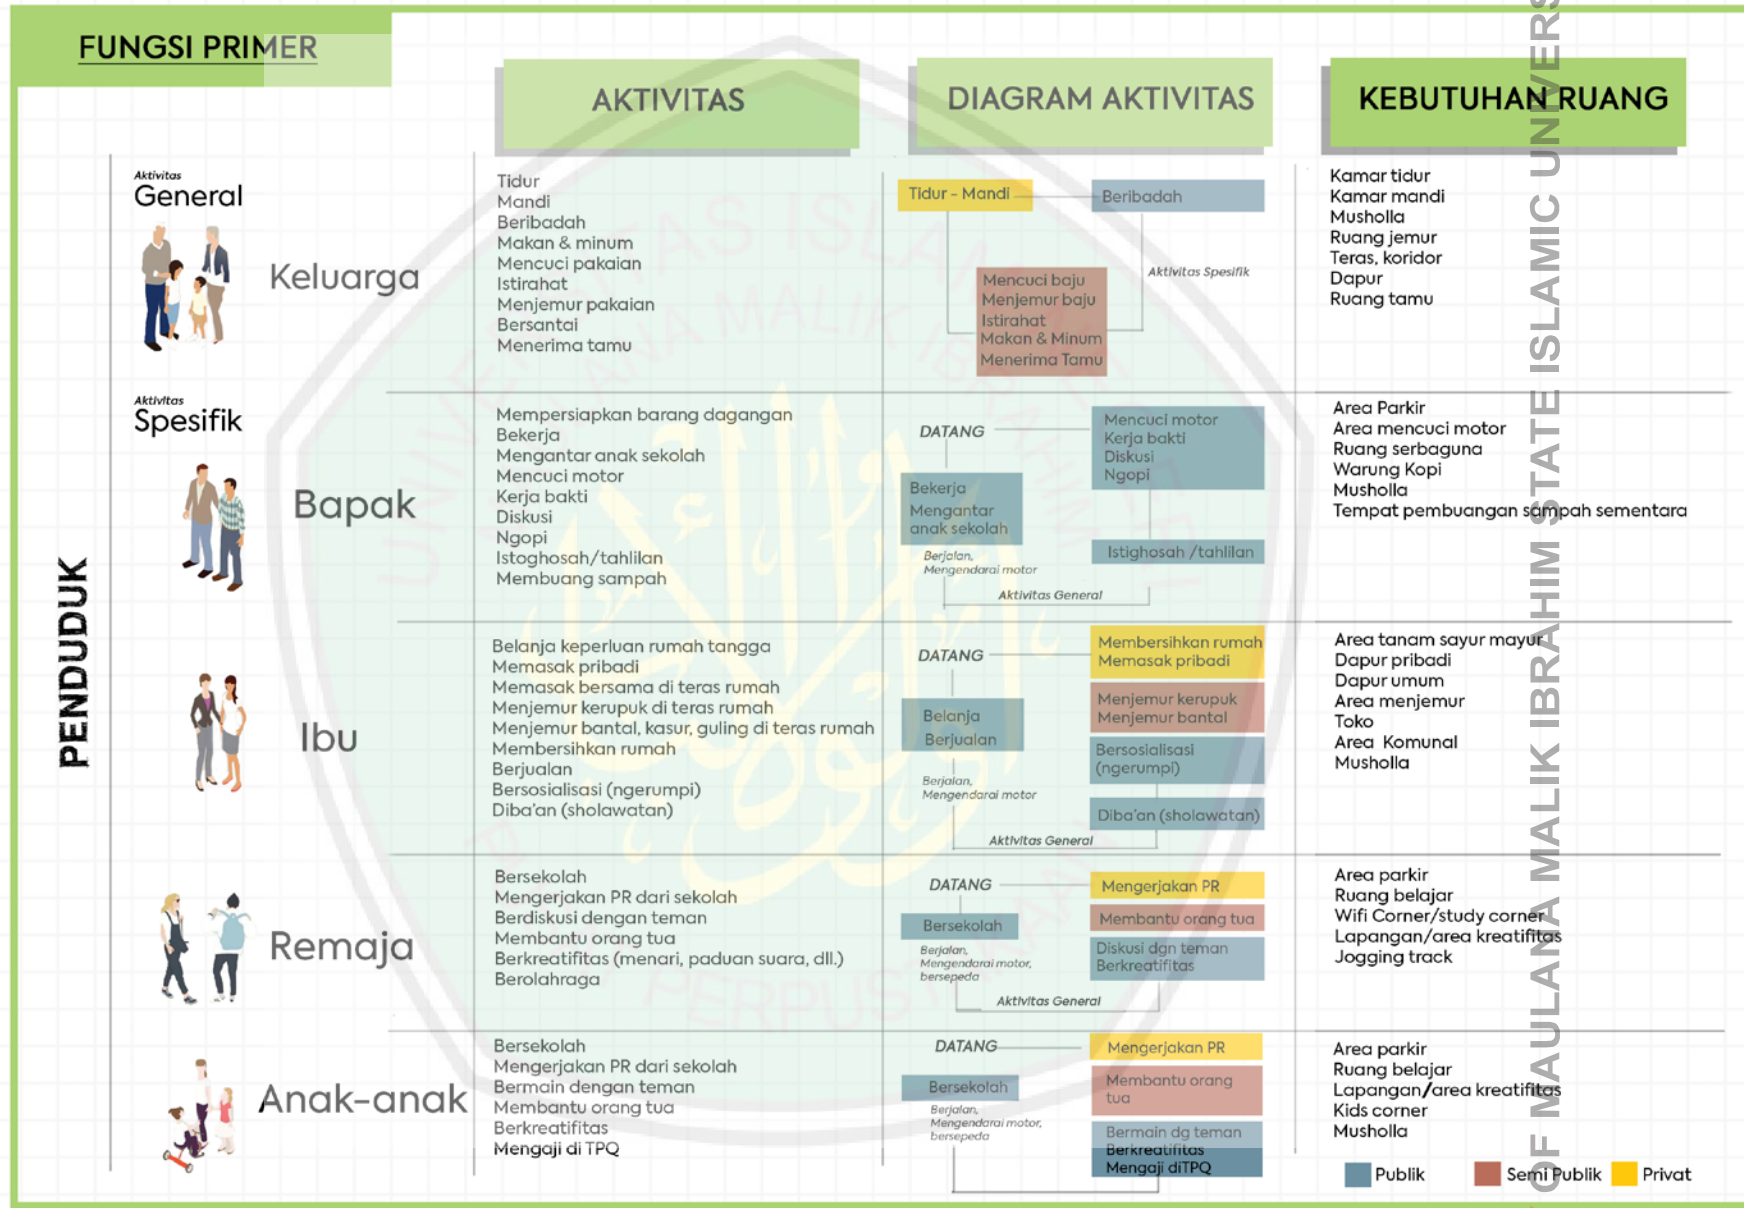 FUNGSI PRIMER
AKTIVITAS
DIAGRAM AKTIVITAS
KEBUTUHAN RUANG
PENDUDUK
Aktivitas
General
Keluarga
Tidur
Mandi
Beribadah
Makan & minum
Mencuci pakaian
Istirahat
Menjemur pakaian
Bersantai
Menerima tamu
Tidur - Mandi
Beribadah
Aktivitas Spesifik
Mencuci baju
Menjemur baju
Istirahat
Makan & Minum
Menerima Tamu
Kamar tidur
Kamar mandi
Musholla
Ruang jemur
Teras, koridor
Dapur
Ruang tamu
Aktivitas
Spesifik
Bapak
Mempersiapkan barang dagangan
Bekerja
Mengantar anak sekolah
Mencuci motor
Kerja bakti
Diskusi
Ngopi
Istoghosah/tahlilan
Membuang sampah
DATANG
Mencuci motor
Kerja bakti
Diskusi
Ngopi
Bekerja
Mengantar
anak sekolah
Berjalan,
Mengendarai motor
Istighosah /tahlilan
Aktivitas General
Area Parkir
Area mencuci motor
Ruang serbaguna
Warung Kopi
Musholla
Tempat pembuangan sampah sementara
Ibu
Belanja keperluan rumah tangga
Memasak pribadi
Memasak bersama di teras rumah
Menjemur kerupuk di teras rumah
Menjemur bantal, kasur, guling di teras rumah
Membersihkan rumah
Berjualan
Bersosialisasi (ngerumpi)
Diba'an (sholawatan)
DATANG
Membersihkan rumah
Memasak pribadi
Menjemur kerupuk
Menjemur bantal
Belanja
Berjualan
Bersosialisasi
(ngerumpi)
Berjalan,
Mengendarai motor
Diba'an (sholawatan)
Aktivitas General
Area tanam sayur mayur
Dapur pribadi
Dapur umum
Area menjemur
Toko
Area Komunal
Musholla
Remaja
Bersekolah
Mengerjakan PR dari sekolah
Berdiskusi dengan teman
Membantu orang tua
Berkreatifitas (menari, paduan suara, dll.)
Berolahraga
DATANG
Mengerjakan PR
Bersekolah
Membantu orang tua
Berjalan,
Mengendarai motor,
bersepeda
Diskusi dgn teman
Berkreatifitas
Aktivitas General
Area parkir
Ruang belajar
Wifi Corner/study corner
Lapangan/area kreatifitas
Jogging track
Anak-anak
Bersekolah
Mengerjakan PR dari sekolah
Bermain dengan teman
Membantu orang tua
Berkreatifitas
Mengaji di TPQ
DATANG
Mengerjakan PR
Bersekolah
Membantu orang
tua
Berjalan,
Mengendarai motor,
bersepeda
Bermain dg teman
Berkreatifitas
Mengaji diTPQ
Area parkir
Ruang belajar
Lapangan/area kreatifitas
Kids corner
Musholla
Publik
Semi Publik
Privat
OF MAULANA MALIK IBRAHIM STATE ISLAMIC